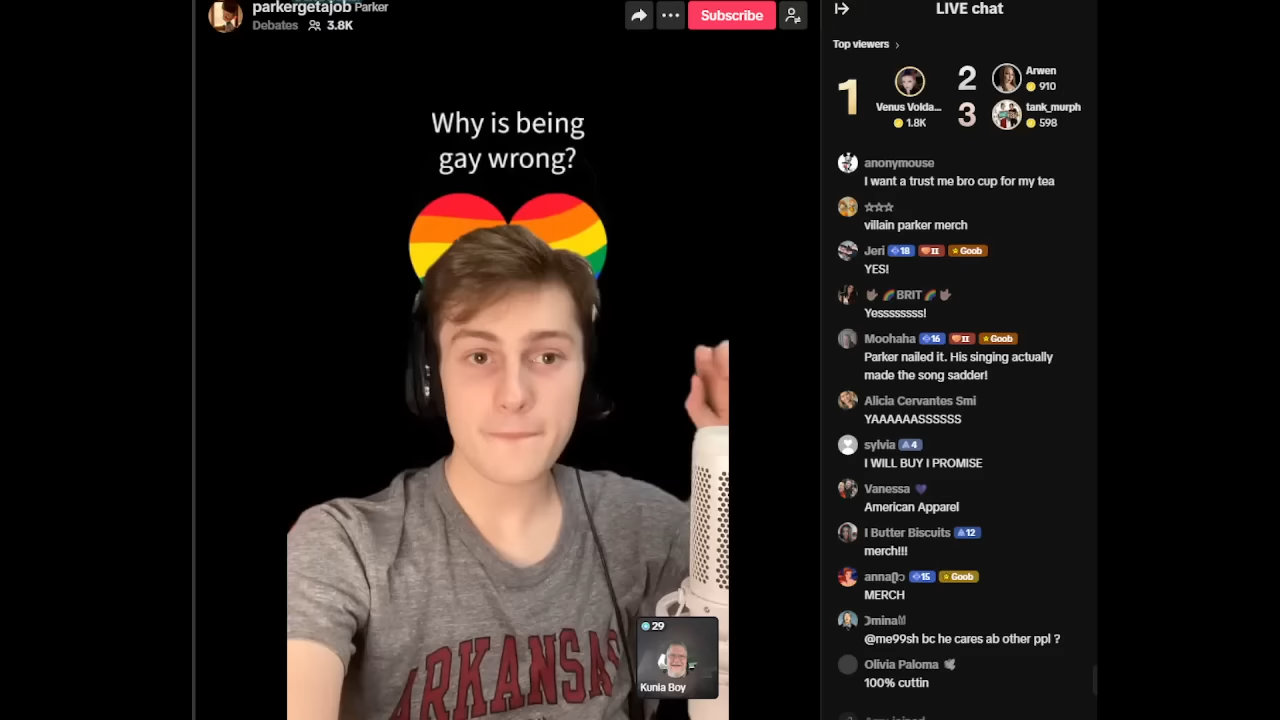 parkergetajob Parker
Debates 3.8K
Subscribe
Why is being
gay wrong?
ARKANSAS
29
Kunia Boy
LIVE chat
Top viewers
1
Venus Volda...
1.8K
2
Arwen
910
3
tank_murph
598
anonymouse
I want a trust me bro cup for my tea
☆☆☆
villain parker merch
Jeri 18 II Goob
YES!
BRIT
Yessssssss!
Moohaha 16 II Goob
Parker nailed it. His singing actually
made the song sadder!
Alicia Cervantes Smi
YAAAAAASSSSSS
sylvia 4
I WILL BUY I PROMISE
Vanessa
American Apparel
I Butter Biscuits 12
merch!!!
15 Goob
MERCH
@me99sh bc he cares ab other ppl ?
Olivia Paloma
100% cuttin